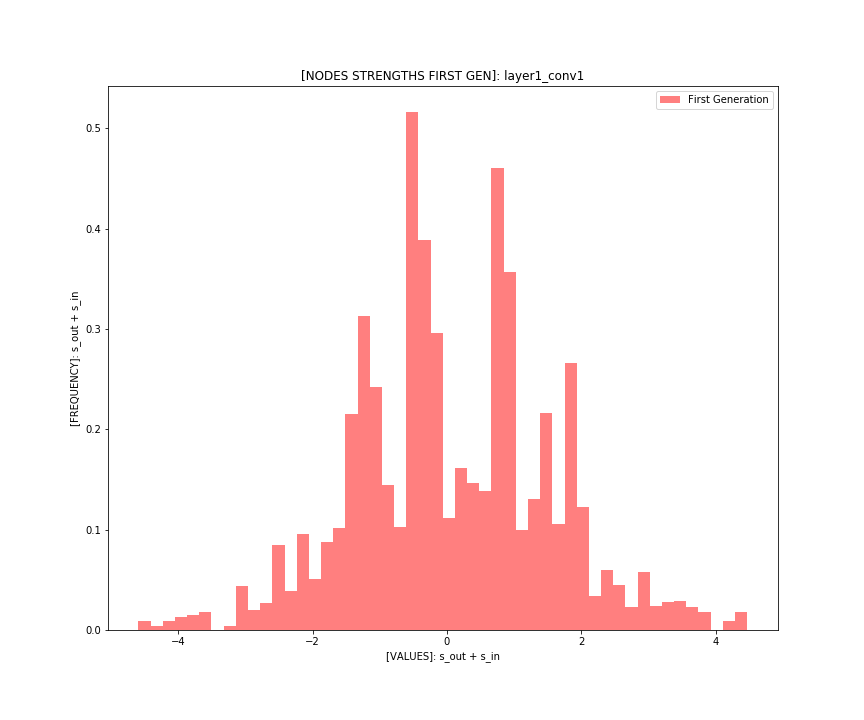 [NODES STRENGTHS FIRST GEN]: layer1_conv1
First Generation
[FREQUENCY]: s_out + s_in
0.5
0.4
0.3
0.2
0.1
0.0
−4 −2 0 2 4
[VALUES]: s_out + s_in